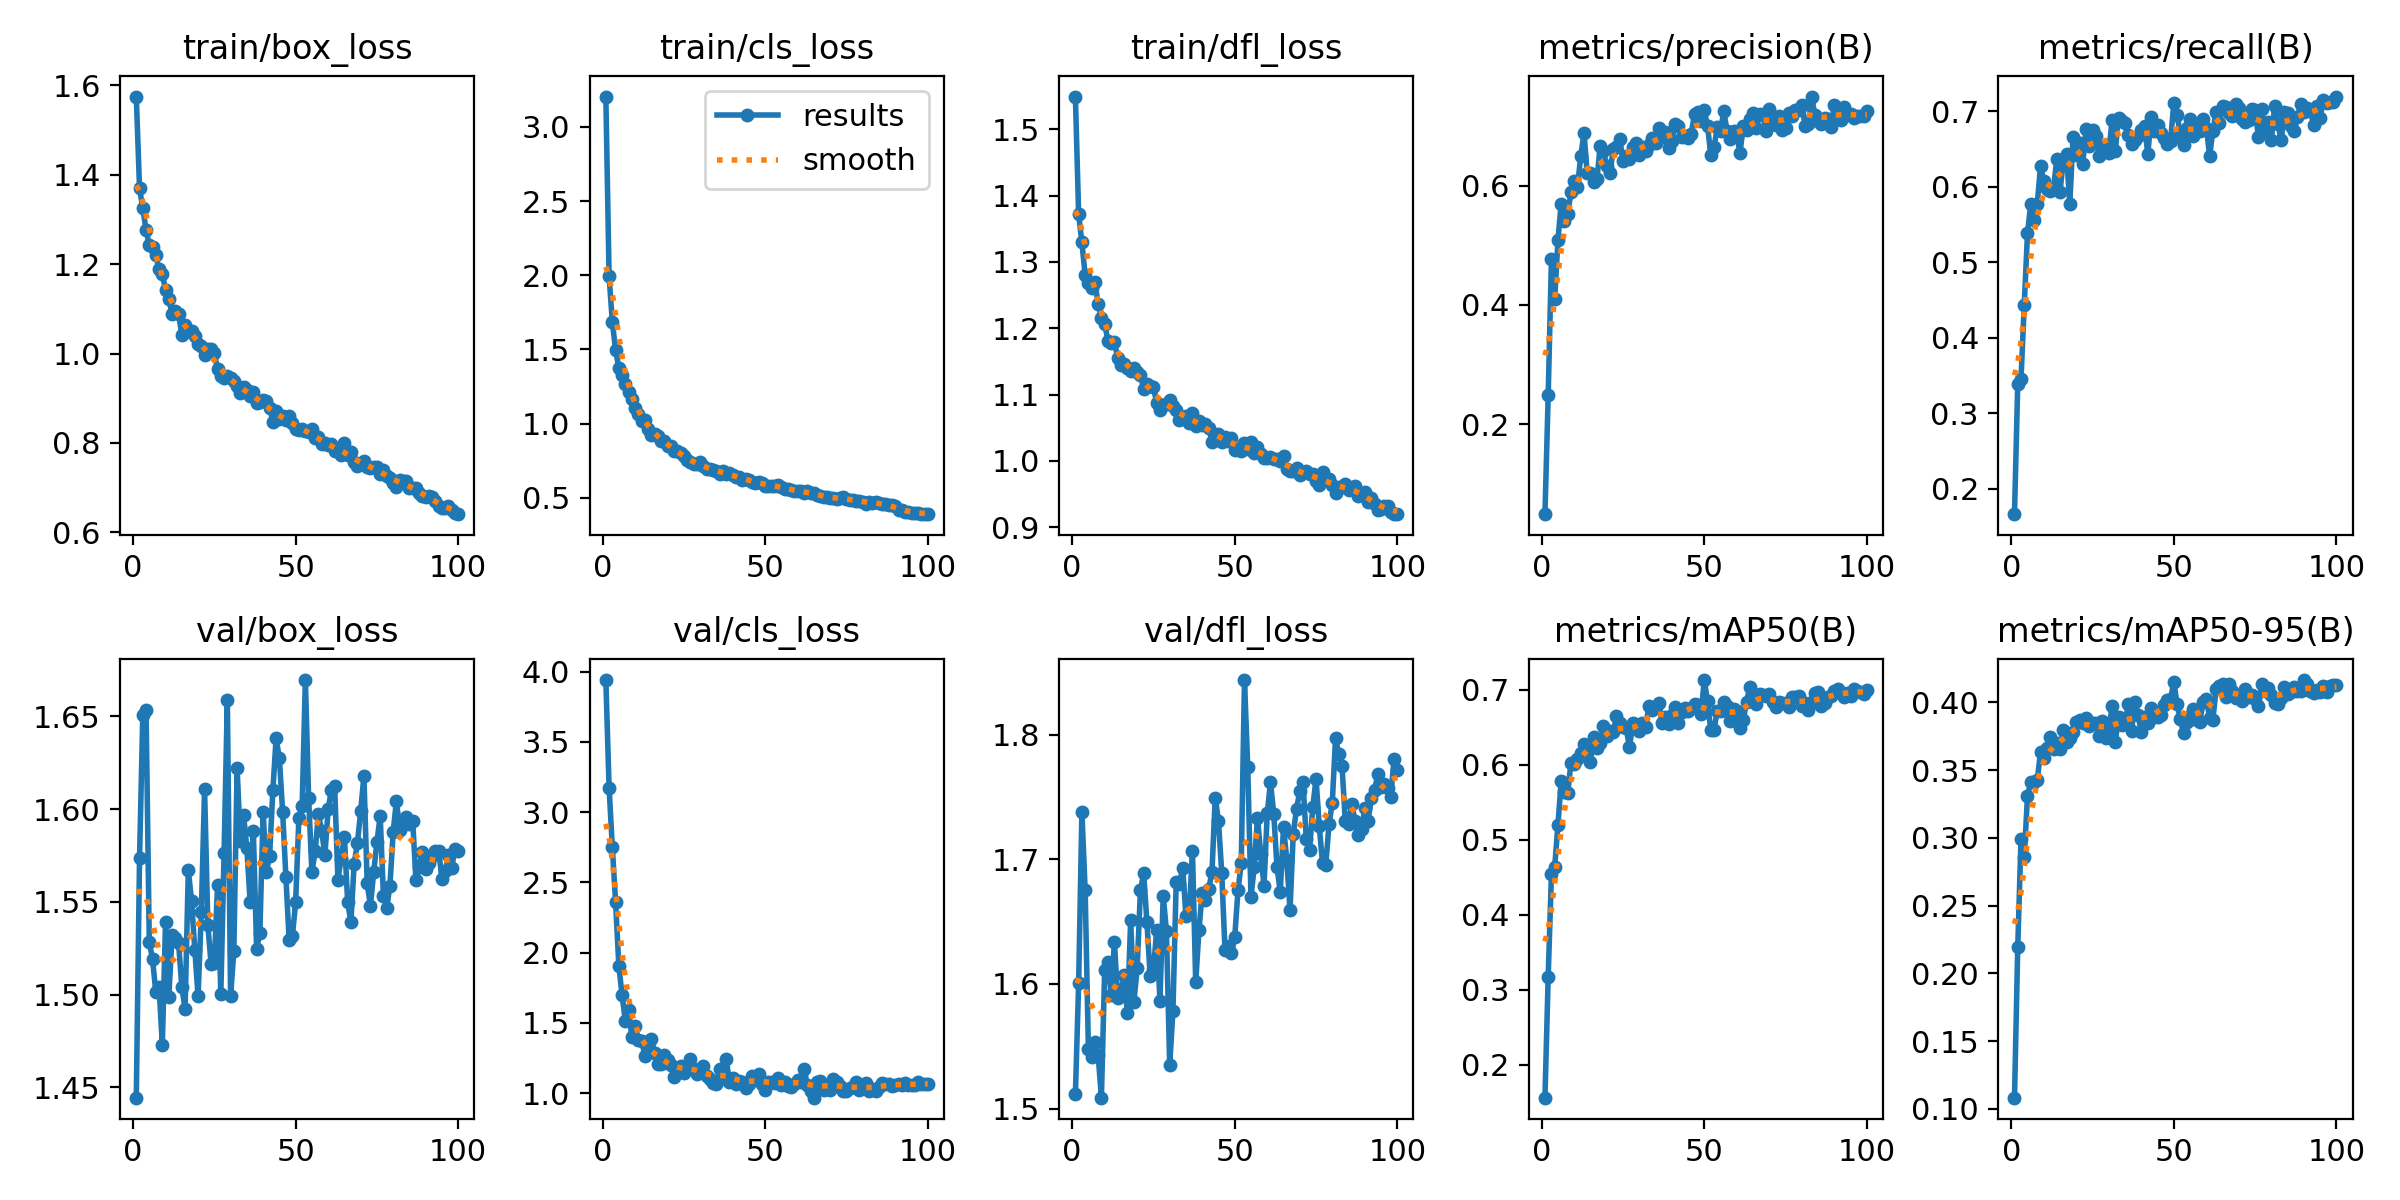 train/box_loss
1.6
1.4
1.2
1.0
0.8
0.6
0 50 100
train/cls_loss
results
smooth
3.0
2.5
2.0
1.5
1.0
0.5
0 50 100
train/dfl_loss
1.5
1.4
1.3
1.2
1.1
1.0
0.9
0 50 100
metrics/precision(B)
0.6
0.4
0.2
0 50 100
metrics/recall(B)
0.7
0.6
0.5
0.4
0.3
0.2
0 50 100
val/box_loss
1.65
1.60
1.55
1.50
1.45
0 50 100
val/cls_loss
4.0
3.5
3.0
2.5
2.0
1.5
1.0
0 50 100
val/dfl_loss
1.8
1.7
1.6
1.5
0 50 100
metrics/mAP50(B)
0.7
0.6
0.5
0.4
0.3
0.2
0 50 100
metrics/mAP50-95(B)
0.40
0.35
0.30
0.25
0.20
0.15
0.10
0 50 100